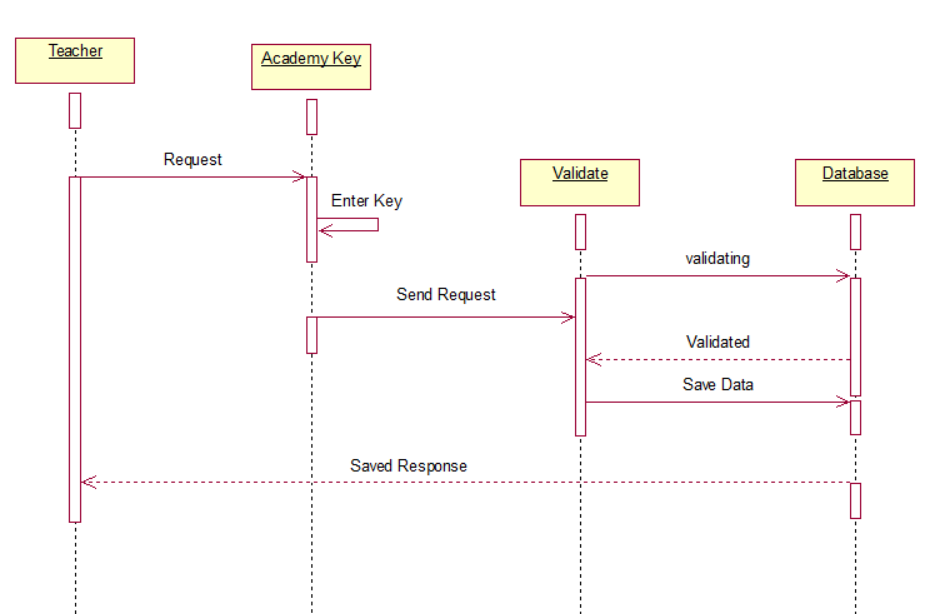 Teacher
Academy Key
Request
Validate
Database
Enter Key
validating
Send Request
Validated
Save Data
Saved Response